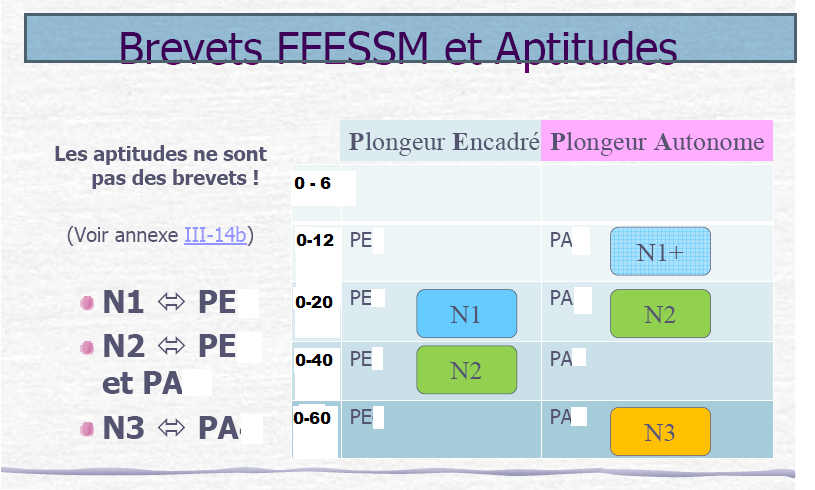 Brevets FFESSM et Aptitudes
Les aptitudes ne sont
pas des brevets !
(Voir annexe III-14b)
N1 ⇔ PE
N2 ⇔ PE
et PA
N3 ⇔ PA
Plongeur Encadré Plongeur Autonome
0 - 6
0-12 PE PA N1+
0-20 PE N1 PA N2
0-40 PE N2 PA
0-60 PE PA N3